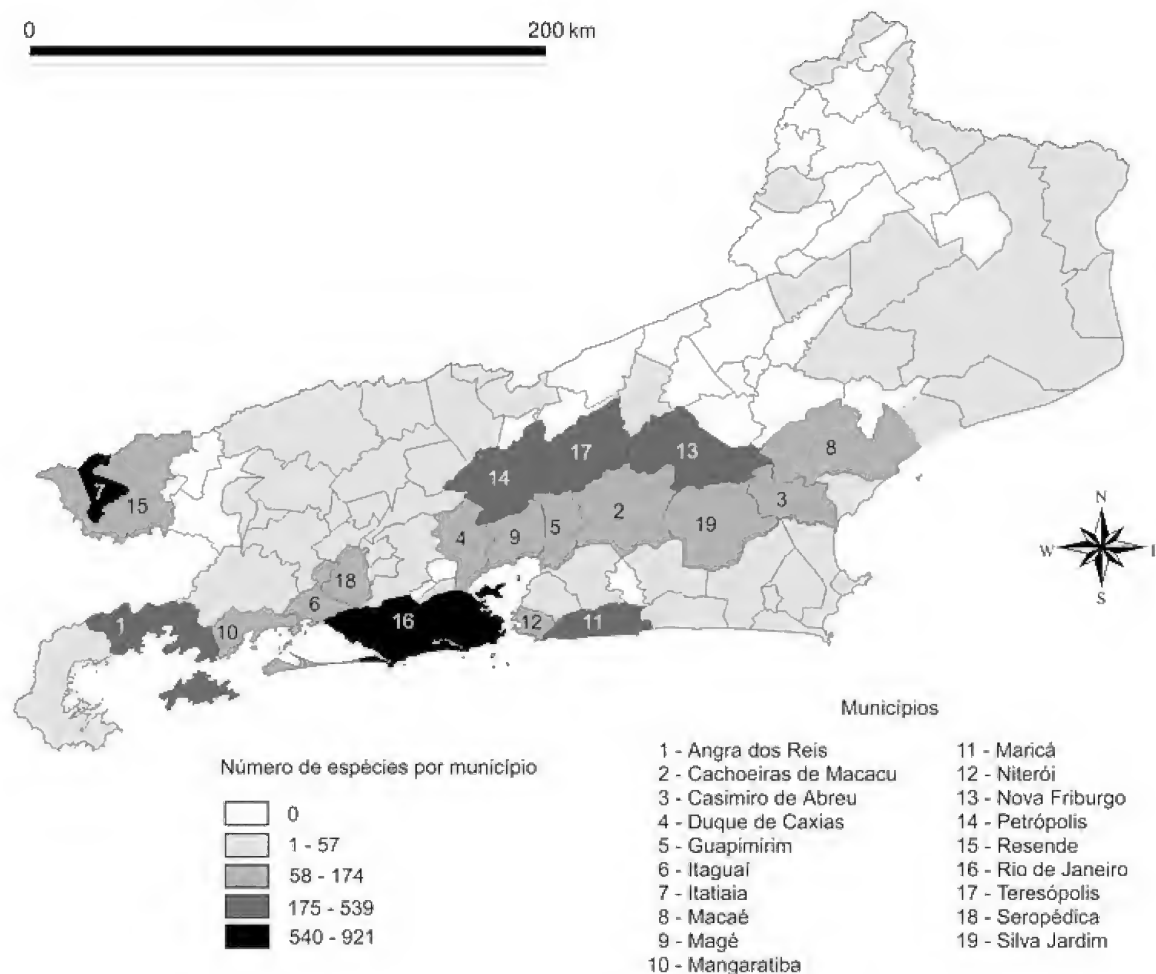 0 200 km
17
13
8
14
7
15
2
3
5
19
9
4
18
6
16
12
11
1
10
N
W E
S
Municípios
Número de espécies por município
0
1 - 57
58 - 174
175 - 539
540 - 921
1 - Angra dos Reis
2 - Cachoeiras de Macacu
3 - Casimiro de Abreu
4 - Duque de Caxias
5 - Guapimirim
6 - Itaguaí
7 - Itatiaia
8 - Macaé
9 - Magé
10 - Mangaratiba
11 - Maricá
12 - Niterói
13 - Nova Friburgo
14 - Petrópolis
15 - Resende
16 - Rio de Janeiro
17 - Teresópolis
18 - Seropédica
19 - Silva Jardim